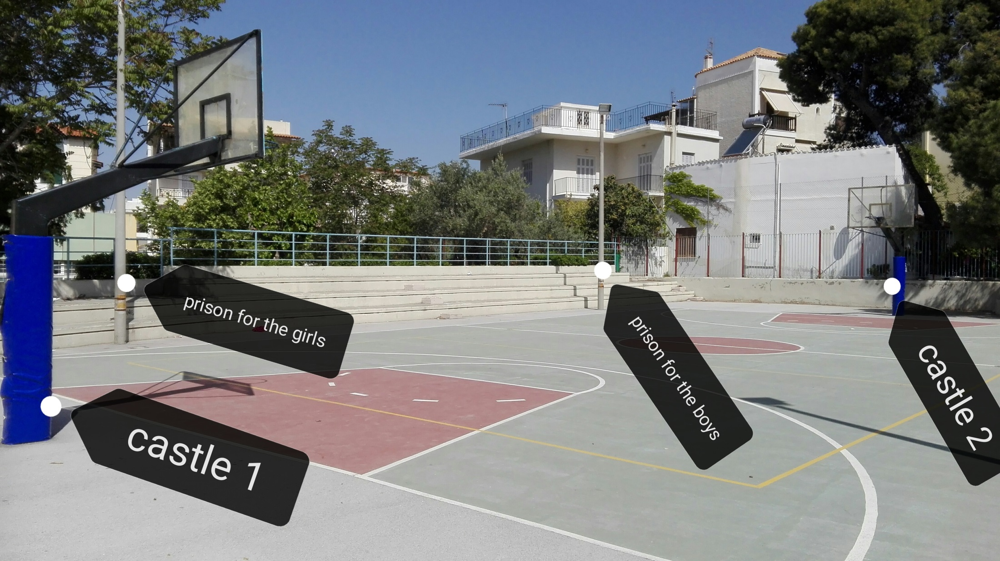 prison for the girls
prison for the boys
castle 1
castle 2